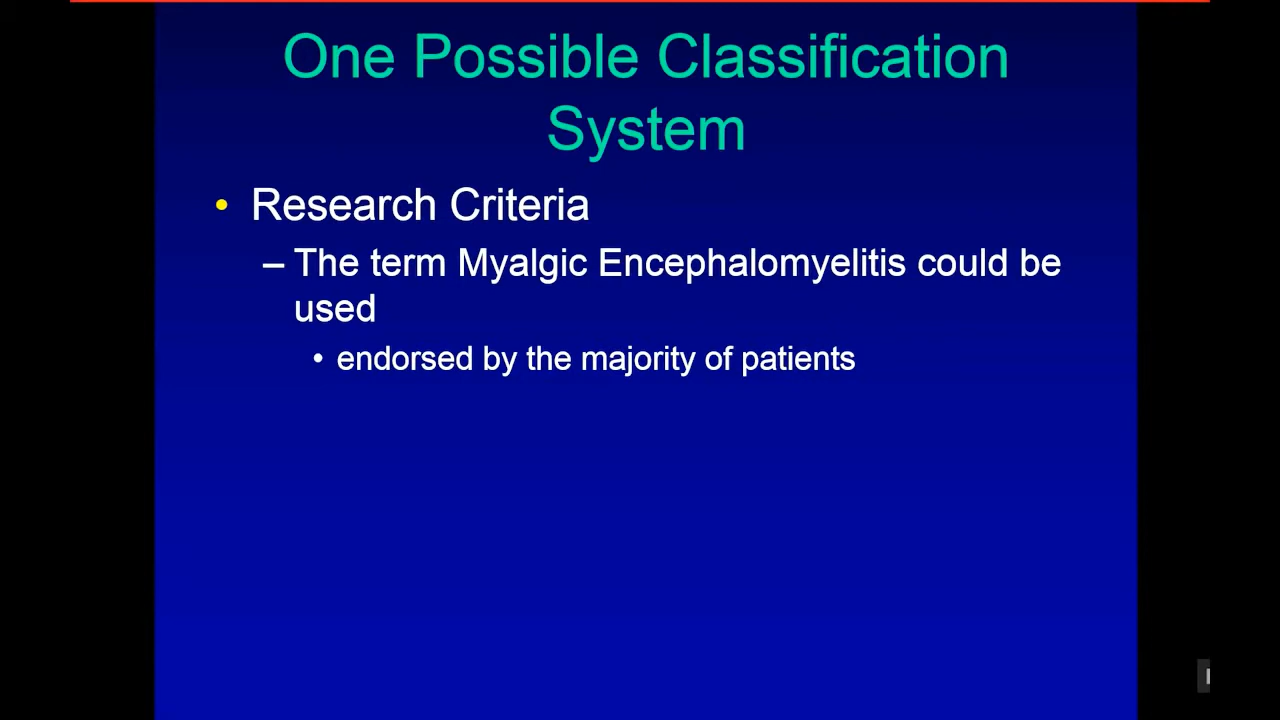 One Possible Classification
System
• Research Criteria
– The term Myalgic Encephalomyelitis could be
used
• endorsed by the majority of patients